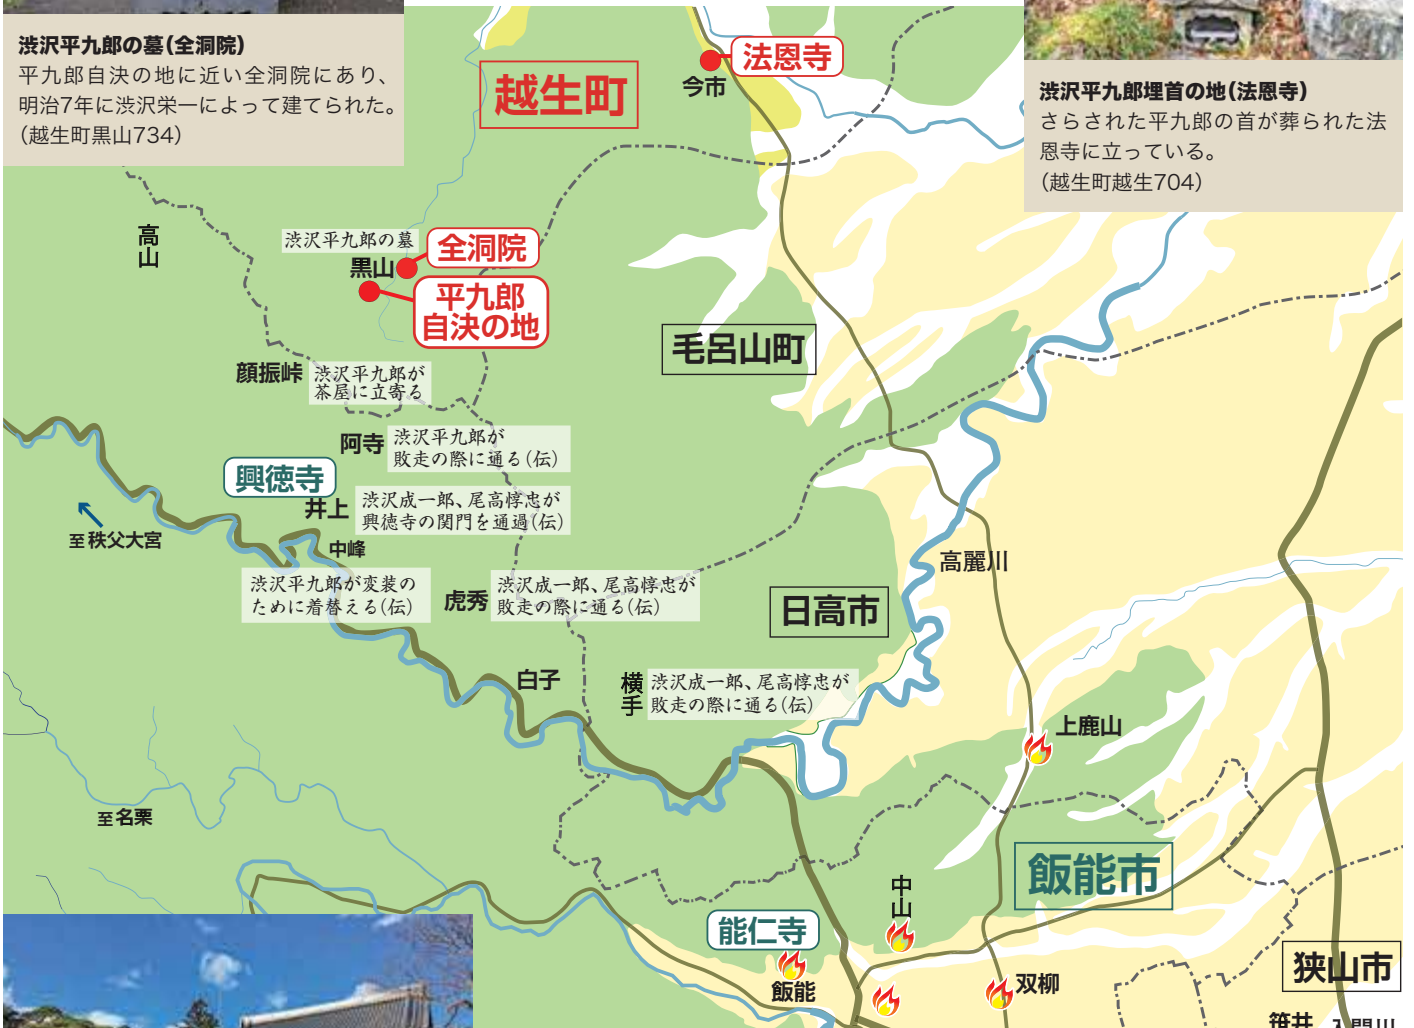 渋沢平九郎の墓(全洞院)
平九郎自決の地に近い全洞院にあり、
明治7年に渋沢栄一によって建てられた。
(越生町黒山734)
越生町
法恩寺
今市
渋沢平九郎埋首の地(法恩寺)
さらされた平九郎の首が葬られた法
恩寺に立っている。
(越生町越生704)
高山
渋沢平九郎の墓
全洞院
黒山
平九郎
自決の地
毛呂山町
顔振峠
渋沢平九郎が
茶屋に立寄る
阿寺
渋沢平九郎が
敗走の際に通る(伝)
興徳寺
井上
渋沢成一郎、尾高惇忠が
興徳寺の関門を通過(伝)
至秩父大宮
中峰
渋沢平九郎が変装の
ために着替える(伝)
虎秀
渋沢成一郎、尾高惇忠が
敗走の際に通る(伝)
高麗川
日高市
白子
横手
渋沢成一郎、尾高惇忠が
敗走の際に通る(伝)
上鹿山
至名栗
飯能市
中山
能仁寺
飯能
双柳
狭山市
笹井
入間川